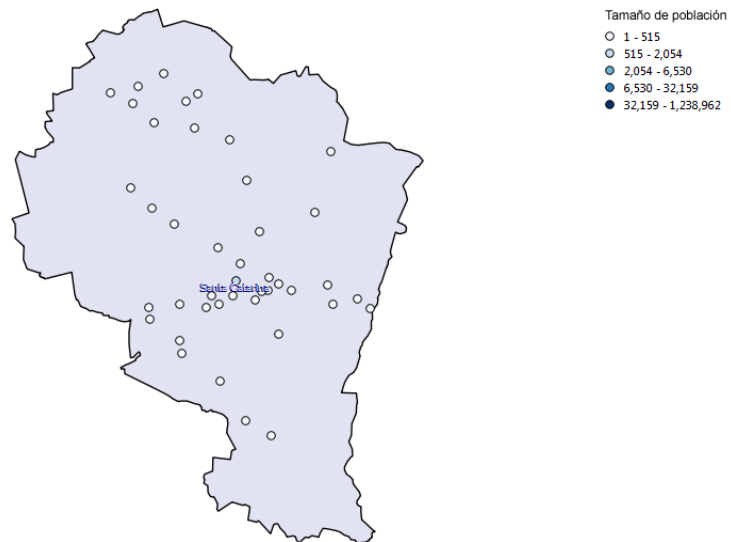 Tamaño de población
1 - 515
515 - 2,054
2,054 - 6,530
6,530 - 32,159
32,159 - 1,238,962
Santa Catarina